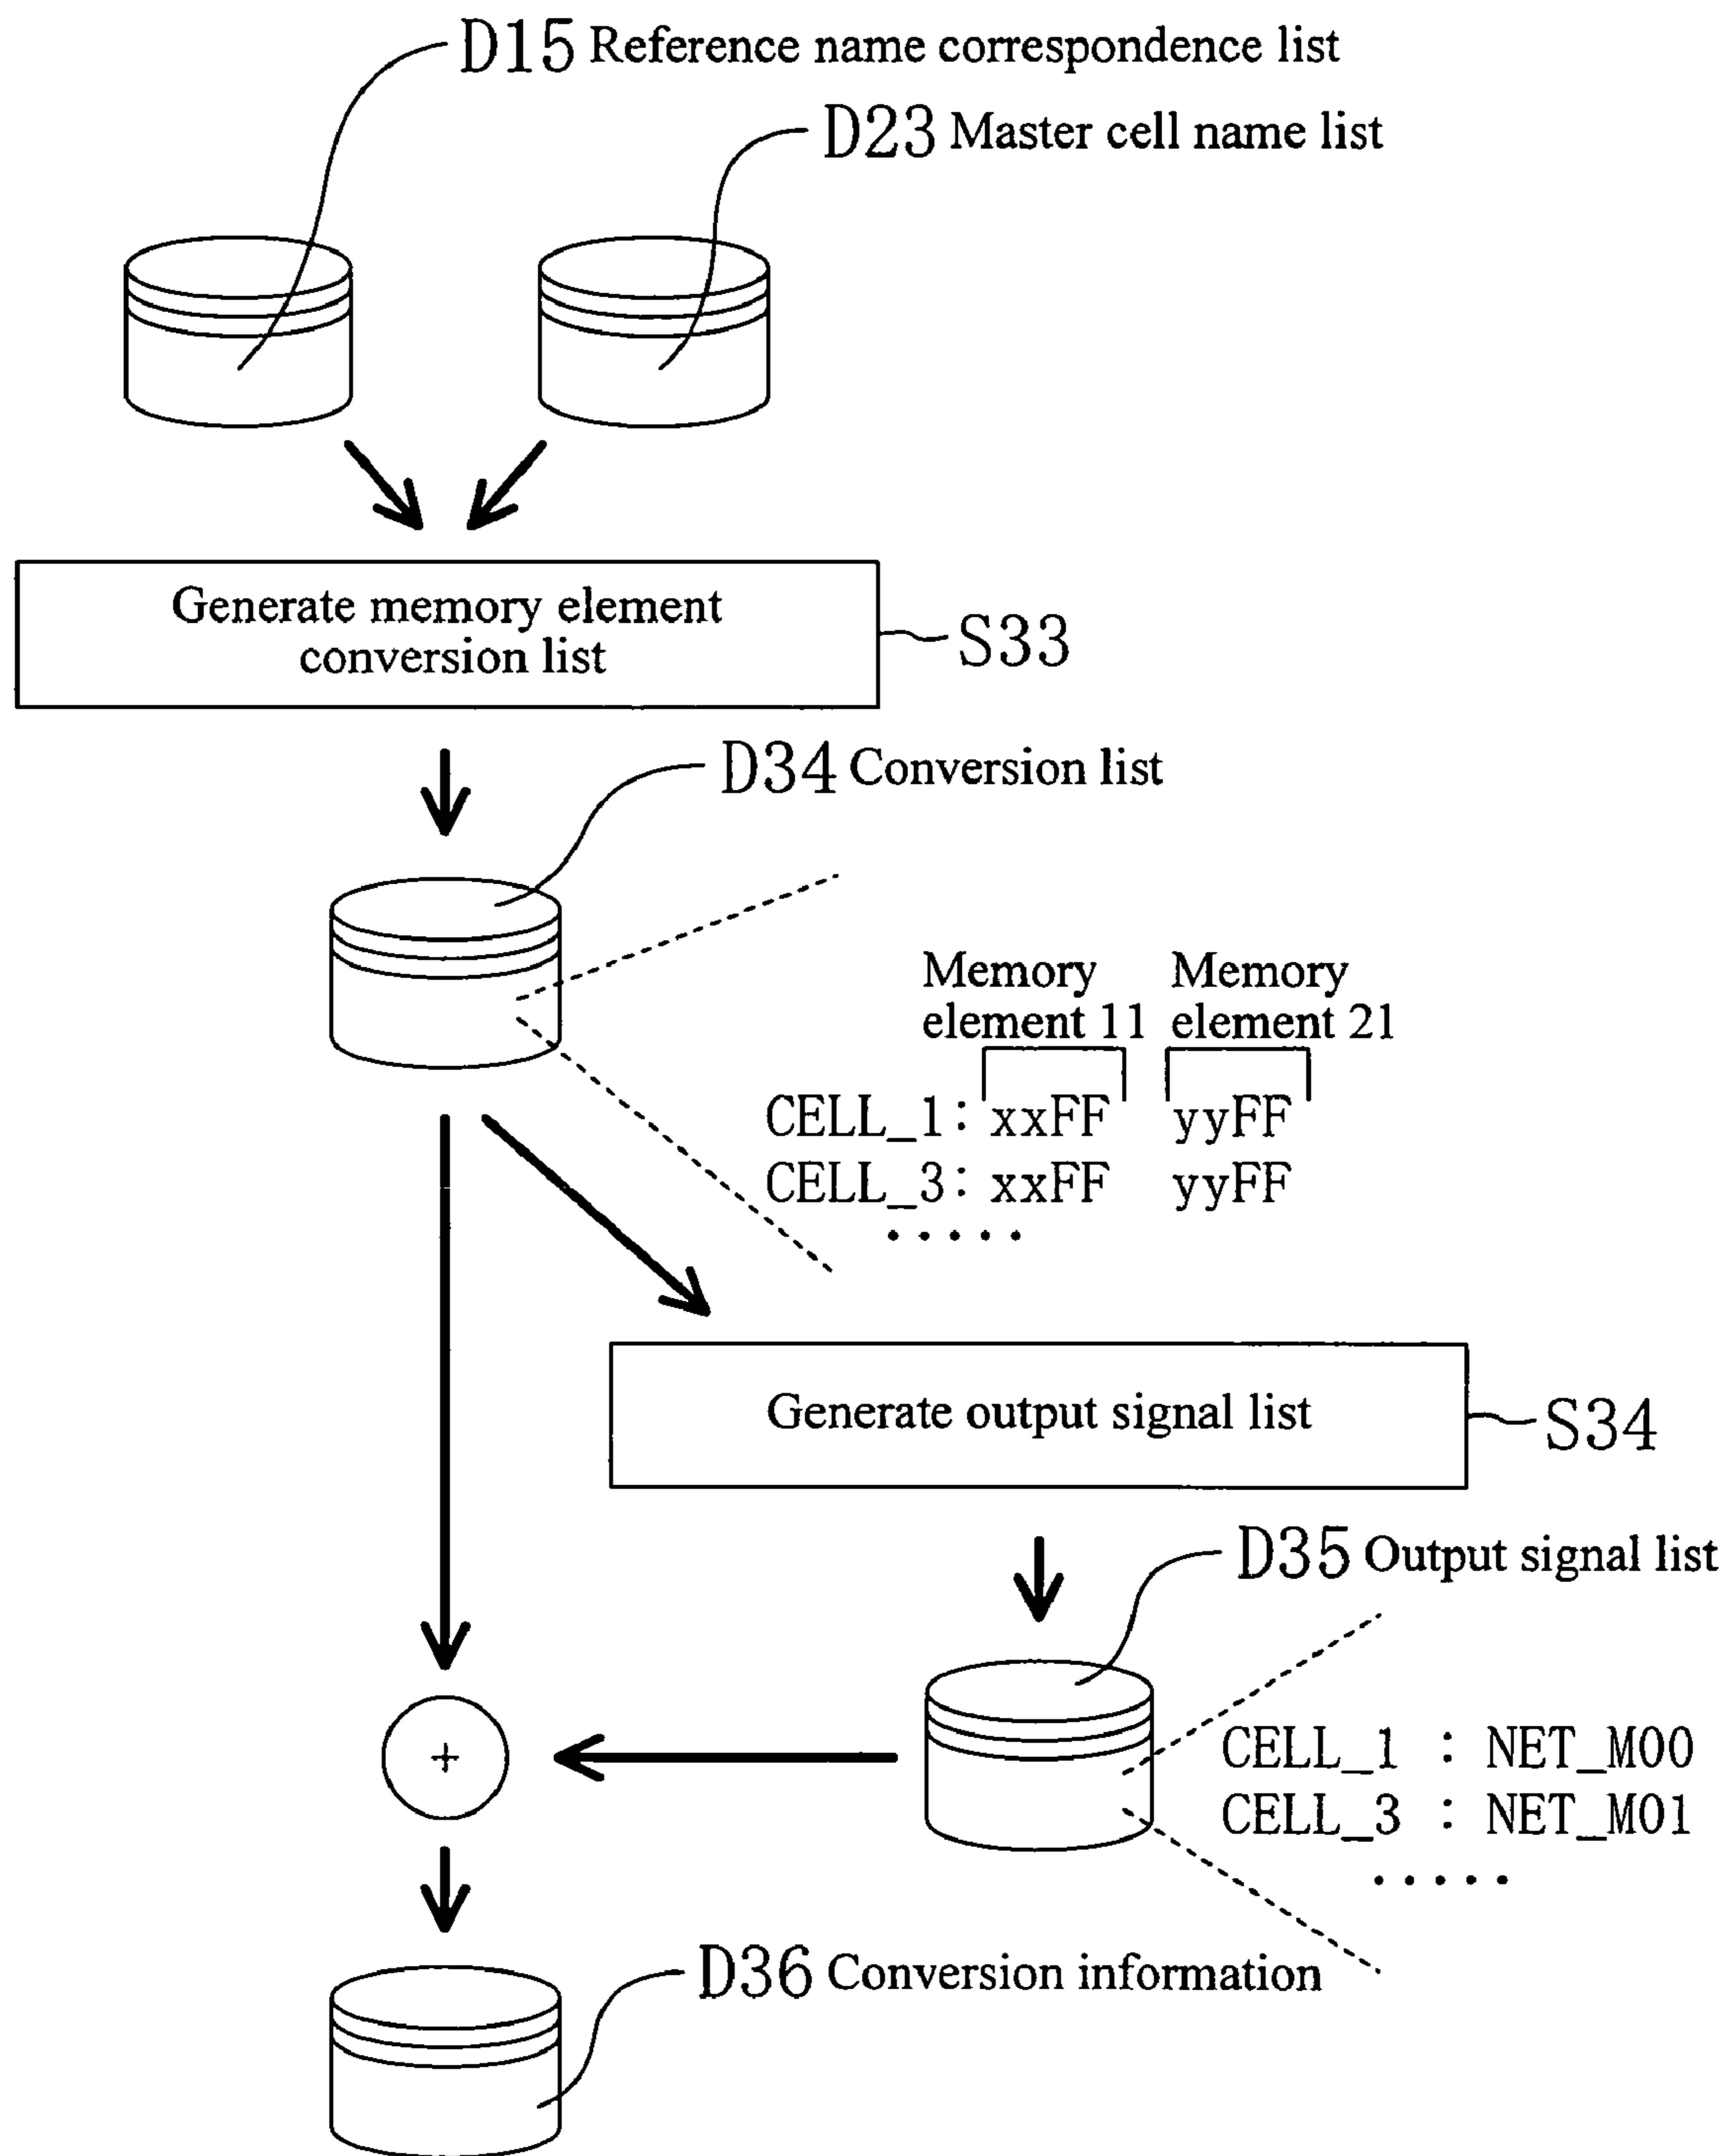 D15 Reference name correspondence list
D23 Master cell name list
Generate memory element
conversion list
S33
D34 Conversion list
Memory Memory
element 11 element 21
CELL_1: xxFF yyFF
CELL_3: xxFF yyFF
.....
Generate output signal list
S34
D35 Output signal list
+
CELL_1 : NET_M00
CELL_3 : NET_M01
.....
D36 Conversion information